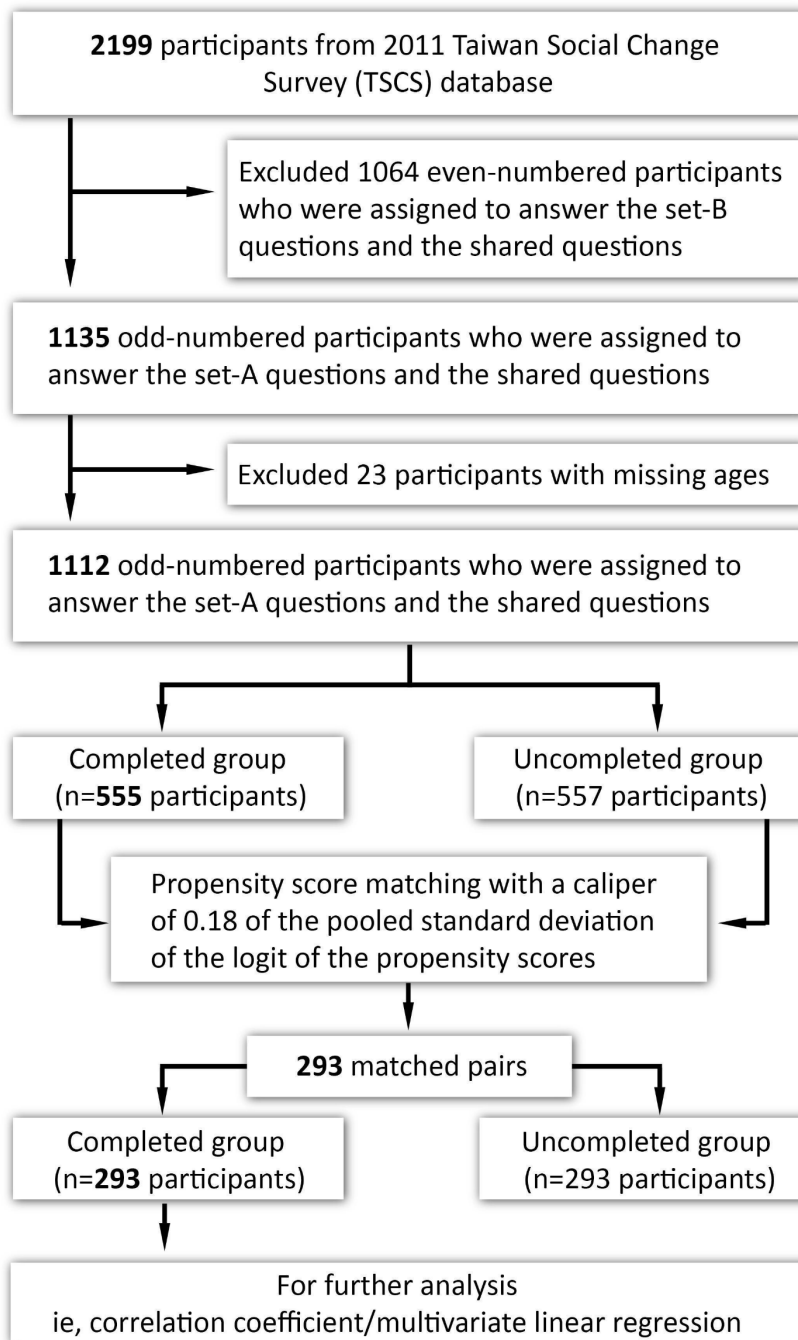 2199 participants from 2011 Taiwan Social Change
Survey (TSCS) database
Excluded 1064 even-numbered participants
who were assigned to answer the set-B
questions and the shared questions
1135 odd-numbered participants who were assigned to
answer the set-A questions and the shared questions
Excluded 23 participants with missing ages
1112 odd-numbered participants who were assigned to
answer the set-A questions and the shared questions
Completed group
(n=555 participants)
Uncompleted group
(n=557 participants)
Propensity score matching with a caliper
of 0.18 of the pooled standard deviation
of the logit of the propensity scores
293 matched pairs
Completed group
(n=293 participants)
Uncompleted group
(n=293 participants)
For further analysis
ie, correlation coefficient/multivariate linear regression